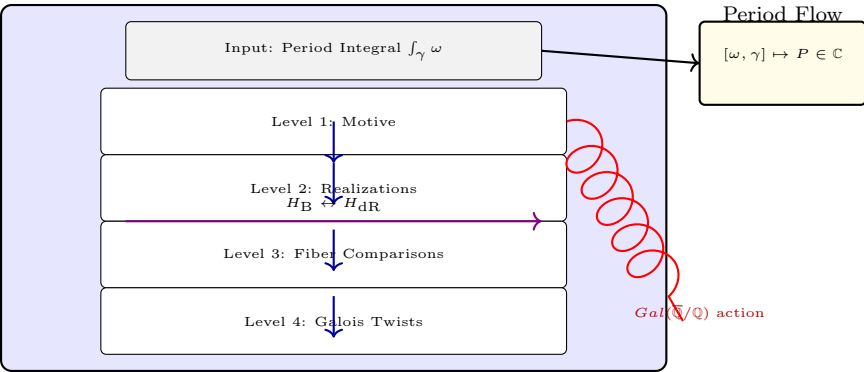 Period Flow
Input: Period Integral ∫_γ ω
[ω, γ] ↦ P ∈ ℂ
Level 1: Motive
Level 2: Realizations
H_B ↔ H_dR
Level 3: Fiber Comparisons
Gal(ℚ̅/ℚ) action
Level 4: Galois Twists